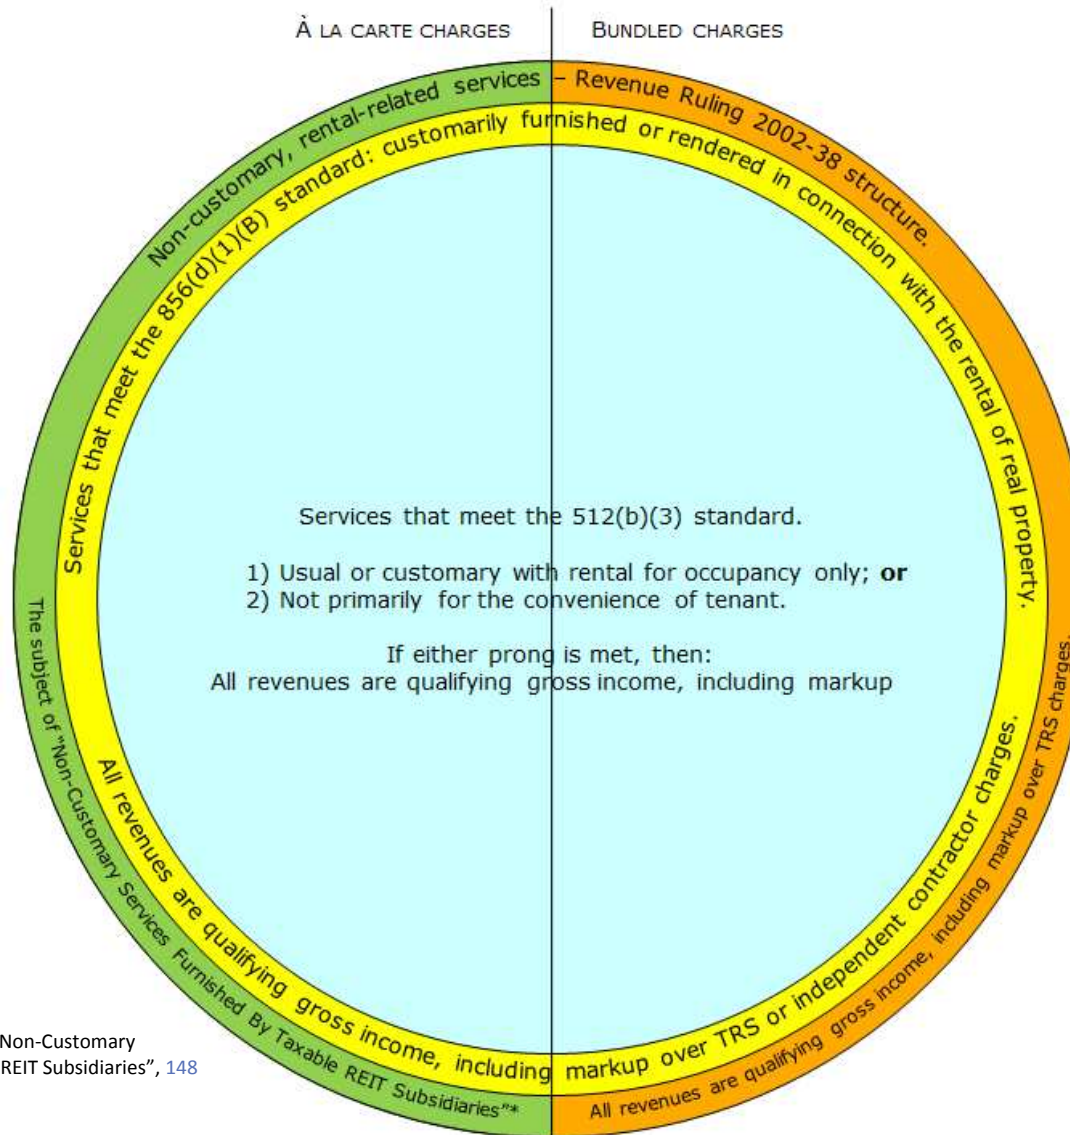 À LA CARTE CHARGES
BUNDLED CHARGES
Non-customary, rental-related services – Revenue Ruling 2002-38 structure.
Services that meet the 856(d)(1)(B) standard: customarily furnished or rendered in connection with the rental of real property.
Services that meet the 512(b)(3) standard.
1) Usual or customary with rental for occupancy only; or
2) Not primarily for the convenience of tenant.
If either prong is met, then:
All revenues are qualifying gross income, including markup
All revenues are qualifying gross income, including markup over TRS or independent contractor charges.
The subject of "Non-Customary Services Furnished By Taxable REIT Subsidiaries"*
All revenues are qualifying gross income, including markup over TRS charges.
Non-Customary
REIT Subsidiaries”, 148